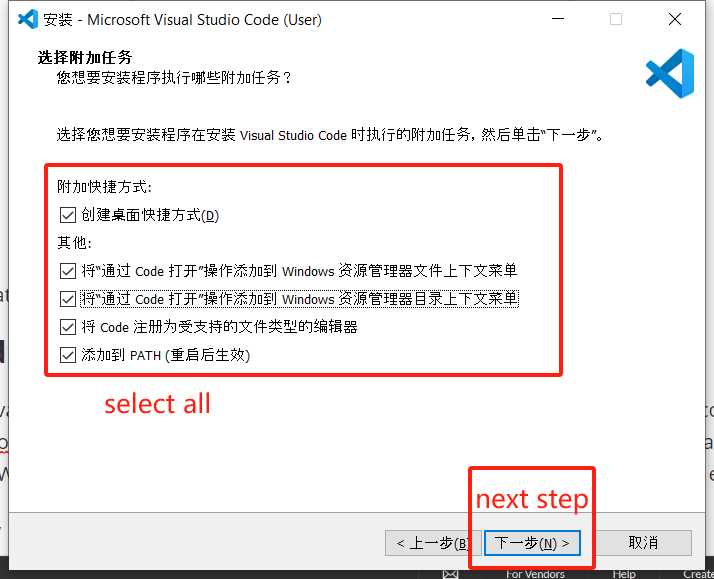 安装 - Microsoft Visual Studio Code (User)
选择附加任务
您想要安装程序执行哪些附加任务？
选择您想要安装程序在安装 Visual Studio Code 时执行的附加任务，然后单击“下一步”。
附加快捷方式:
创建桌面快捷方式(D)
其他:
将“通过 Code 打开”操作添加到 Windows 资源管理器文件上下文菜单
将“通过 Code 打开”操作添加到 Windows 资源管理器目录上下文菜单
将 Code 注册为受支持的文件类型的编辑器
添加到 PATH (重启后生效)
select all
next step
< 上一步(B) 下一步(N) > 取消
For Vendors Help